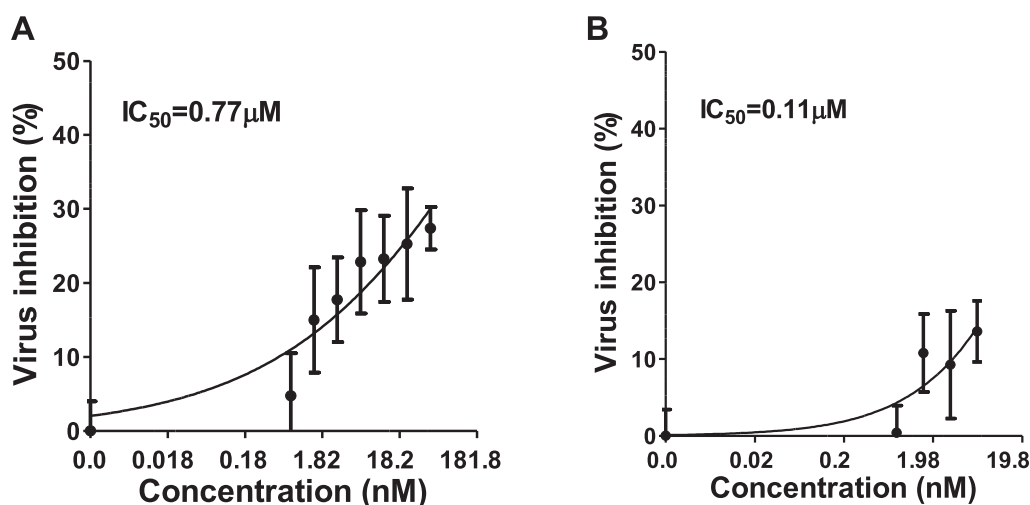 A
Virus inhibition (%)
50
40
30
20
10
0
IC50=0.77μM
0.0 0.018 0.18 1.82 18.2 181.8
Concentration (nM)
B
Virus inhibition (%)
50
40
30
20
10
0
IC50=0.11μM
0.0 0.02 0.2 1.98 19.8
Concentration (nM)